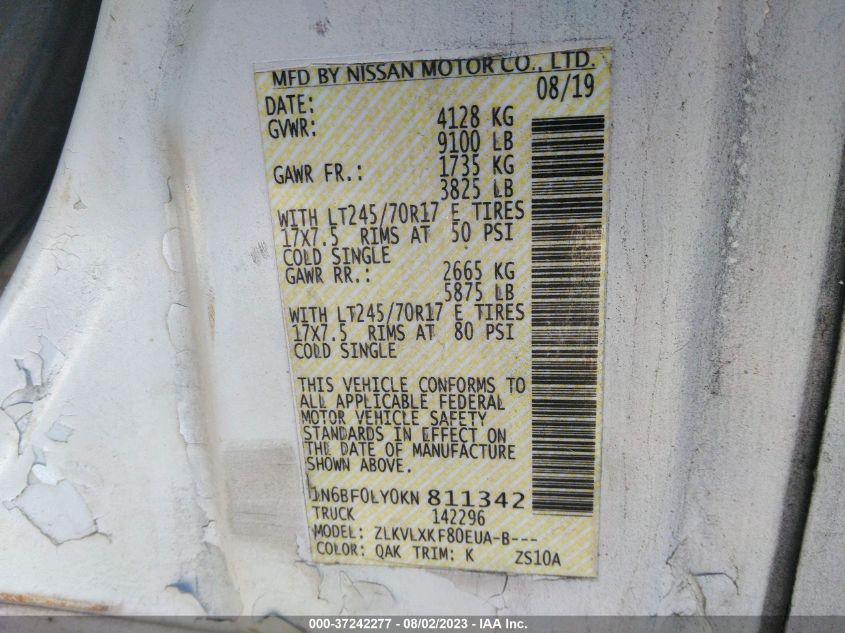 MFD BY NISSAN MOTOR CO., LTD.
DATE: 08/19
GVWR: 4128 KG
9100 LB
GAWR FR.: 1735 KG
3825 LB
WITH LT245/70R17 E TIRES
17X7.5 RIMS AT 50 PSI
COLD SINGLE
GAWR RR.: 2665 KG
5875 LB
WITH LT245/70R17 E TIRES
17X7.5 RIMS AT 80 PSI
COLD SINGLE
THIS VEHICLE CONFORMS TO
ALL APPLICABLE FEDERAL
MOTOR VEHICLE SAFETY
STANDARDS IN EFFECT ON
THE DATE OF MANUFACTURE
SHOWN ABOVE.
1N6BF0LY0KN811342
TRUCK 142296
MODEL: ZLKVLXKF80EUA-B---
COLOR: QAK TRIM: K ZS10A
000-37242277 - 08/02/2023 - IAA Inc.